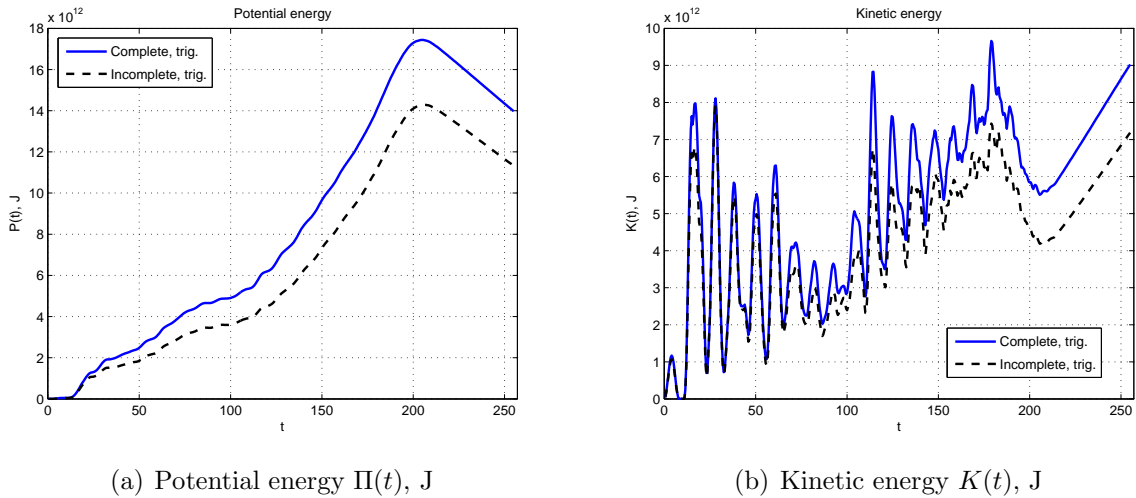 Potential energy
x 10^12
18
16
14
12
10
8
6
4
2
0
P(t), J
0 50 100 150 200 250
t
Complete, trig.
Incomplete, trig.
Kinetic energy
x 10^12
10
9
8
7
6
5
4
3
2
1
0
K(t), J
0 50 100 150 200 250
t
Complete, trig.
Incomplete, trig.
(a) Potential energy Π(t), J
(b) Kinetic energy K(t), J